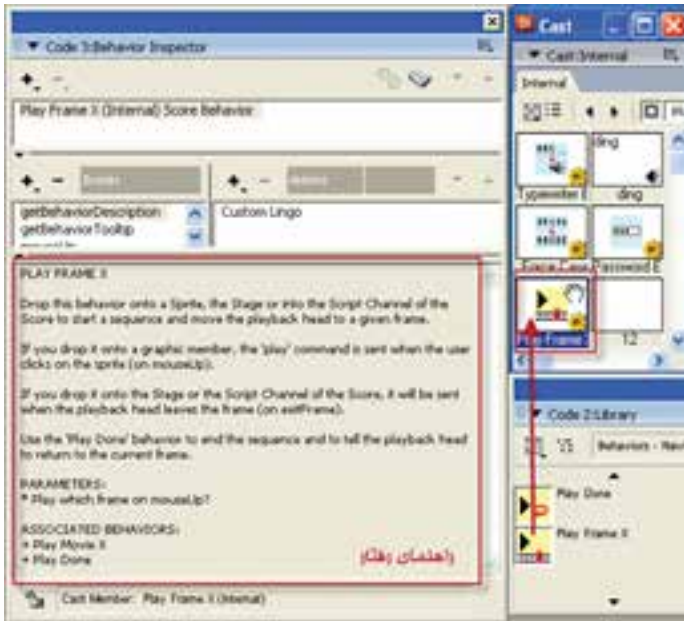 Code 3:Behavior Inspector
Play Frame X (Internal) Score Behavior
getBehaviorDescription
getBehaviorTooltip
Custom Lingo
PLAY FRAME X
Drop this behavior onto a Sprite, the Stage or into the Script Channel of the
Score to start a sequence and move the playback head to a given frame.
If you drop it onto a graphic member, the 'play' command is sent when the user
clicks on the sprite (on mouseUp).
If you drop it onto the Stage or the Script Channel of the Score, it will be sent
when the playback head leaves the frame (on exitFrame).
Use the 'Play Done' behavior to end the sequence and to tell the playback head
to return to the current frame.
PARAMETERS:
* Play which frame on mouseUp?
ASSOCIATED BEHAVIORS:
+ Play Movie X
+ Play Done
راهنمای رفتار
Cast Member: Play Frame X (Internal)
Cast
Cast:Internal
Internal
ding
Typewriter E
ding
Force Case
Password E
Play Frame
12
Code 2:Library
Behaviors - Navi
Play Done
Play Frame X